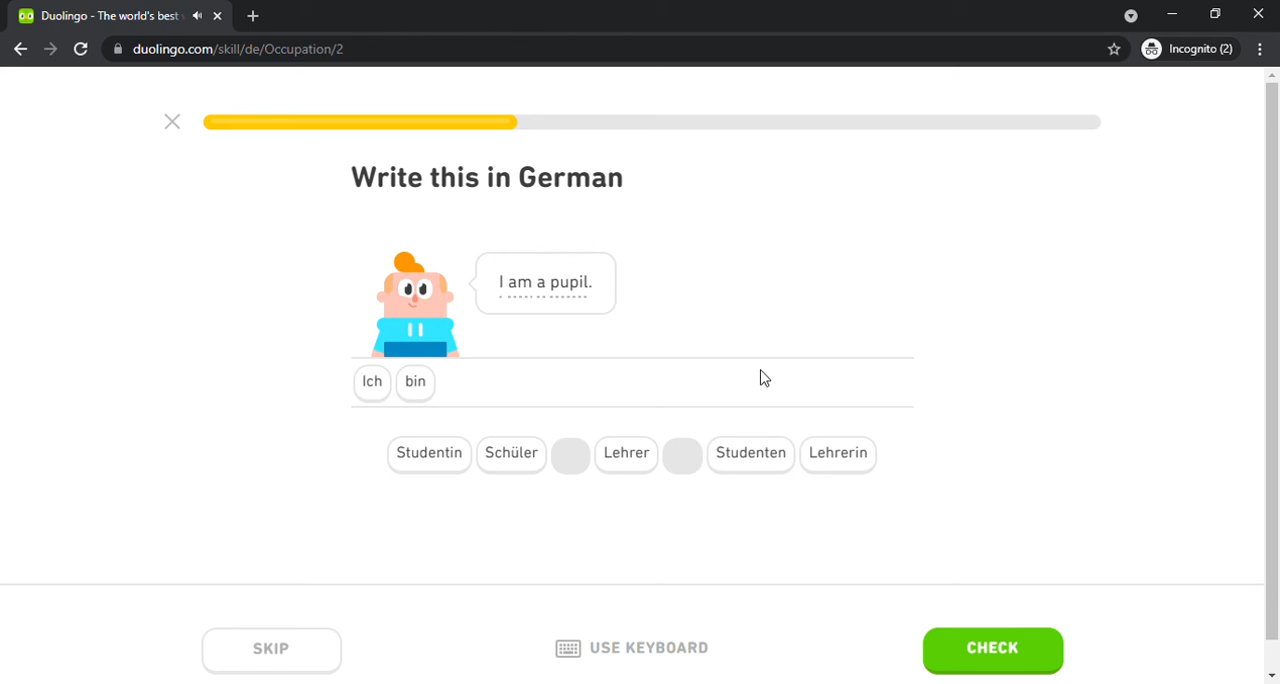 Duolingo - The world's best
duolingo.com/skill/de/Occupation/2
Incognito (2)
Write this in German
I am a pupil.
Ich bin
Studentin Schüler Lehrer Studenten Lehrerin
SKIP USE KEYBOARD CHECK